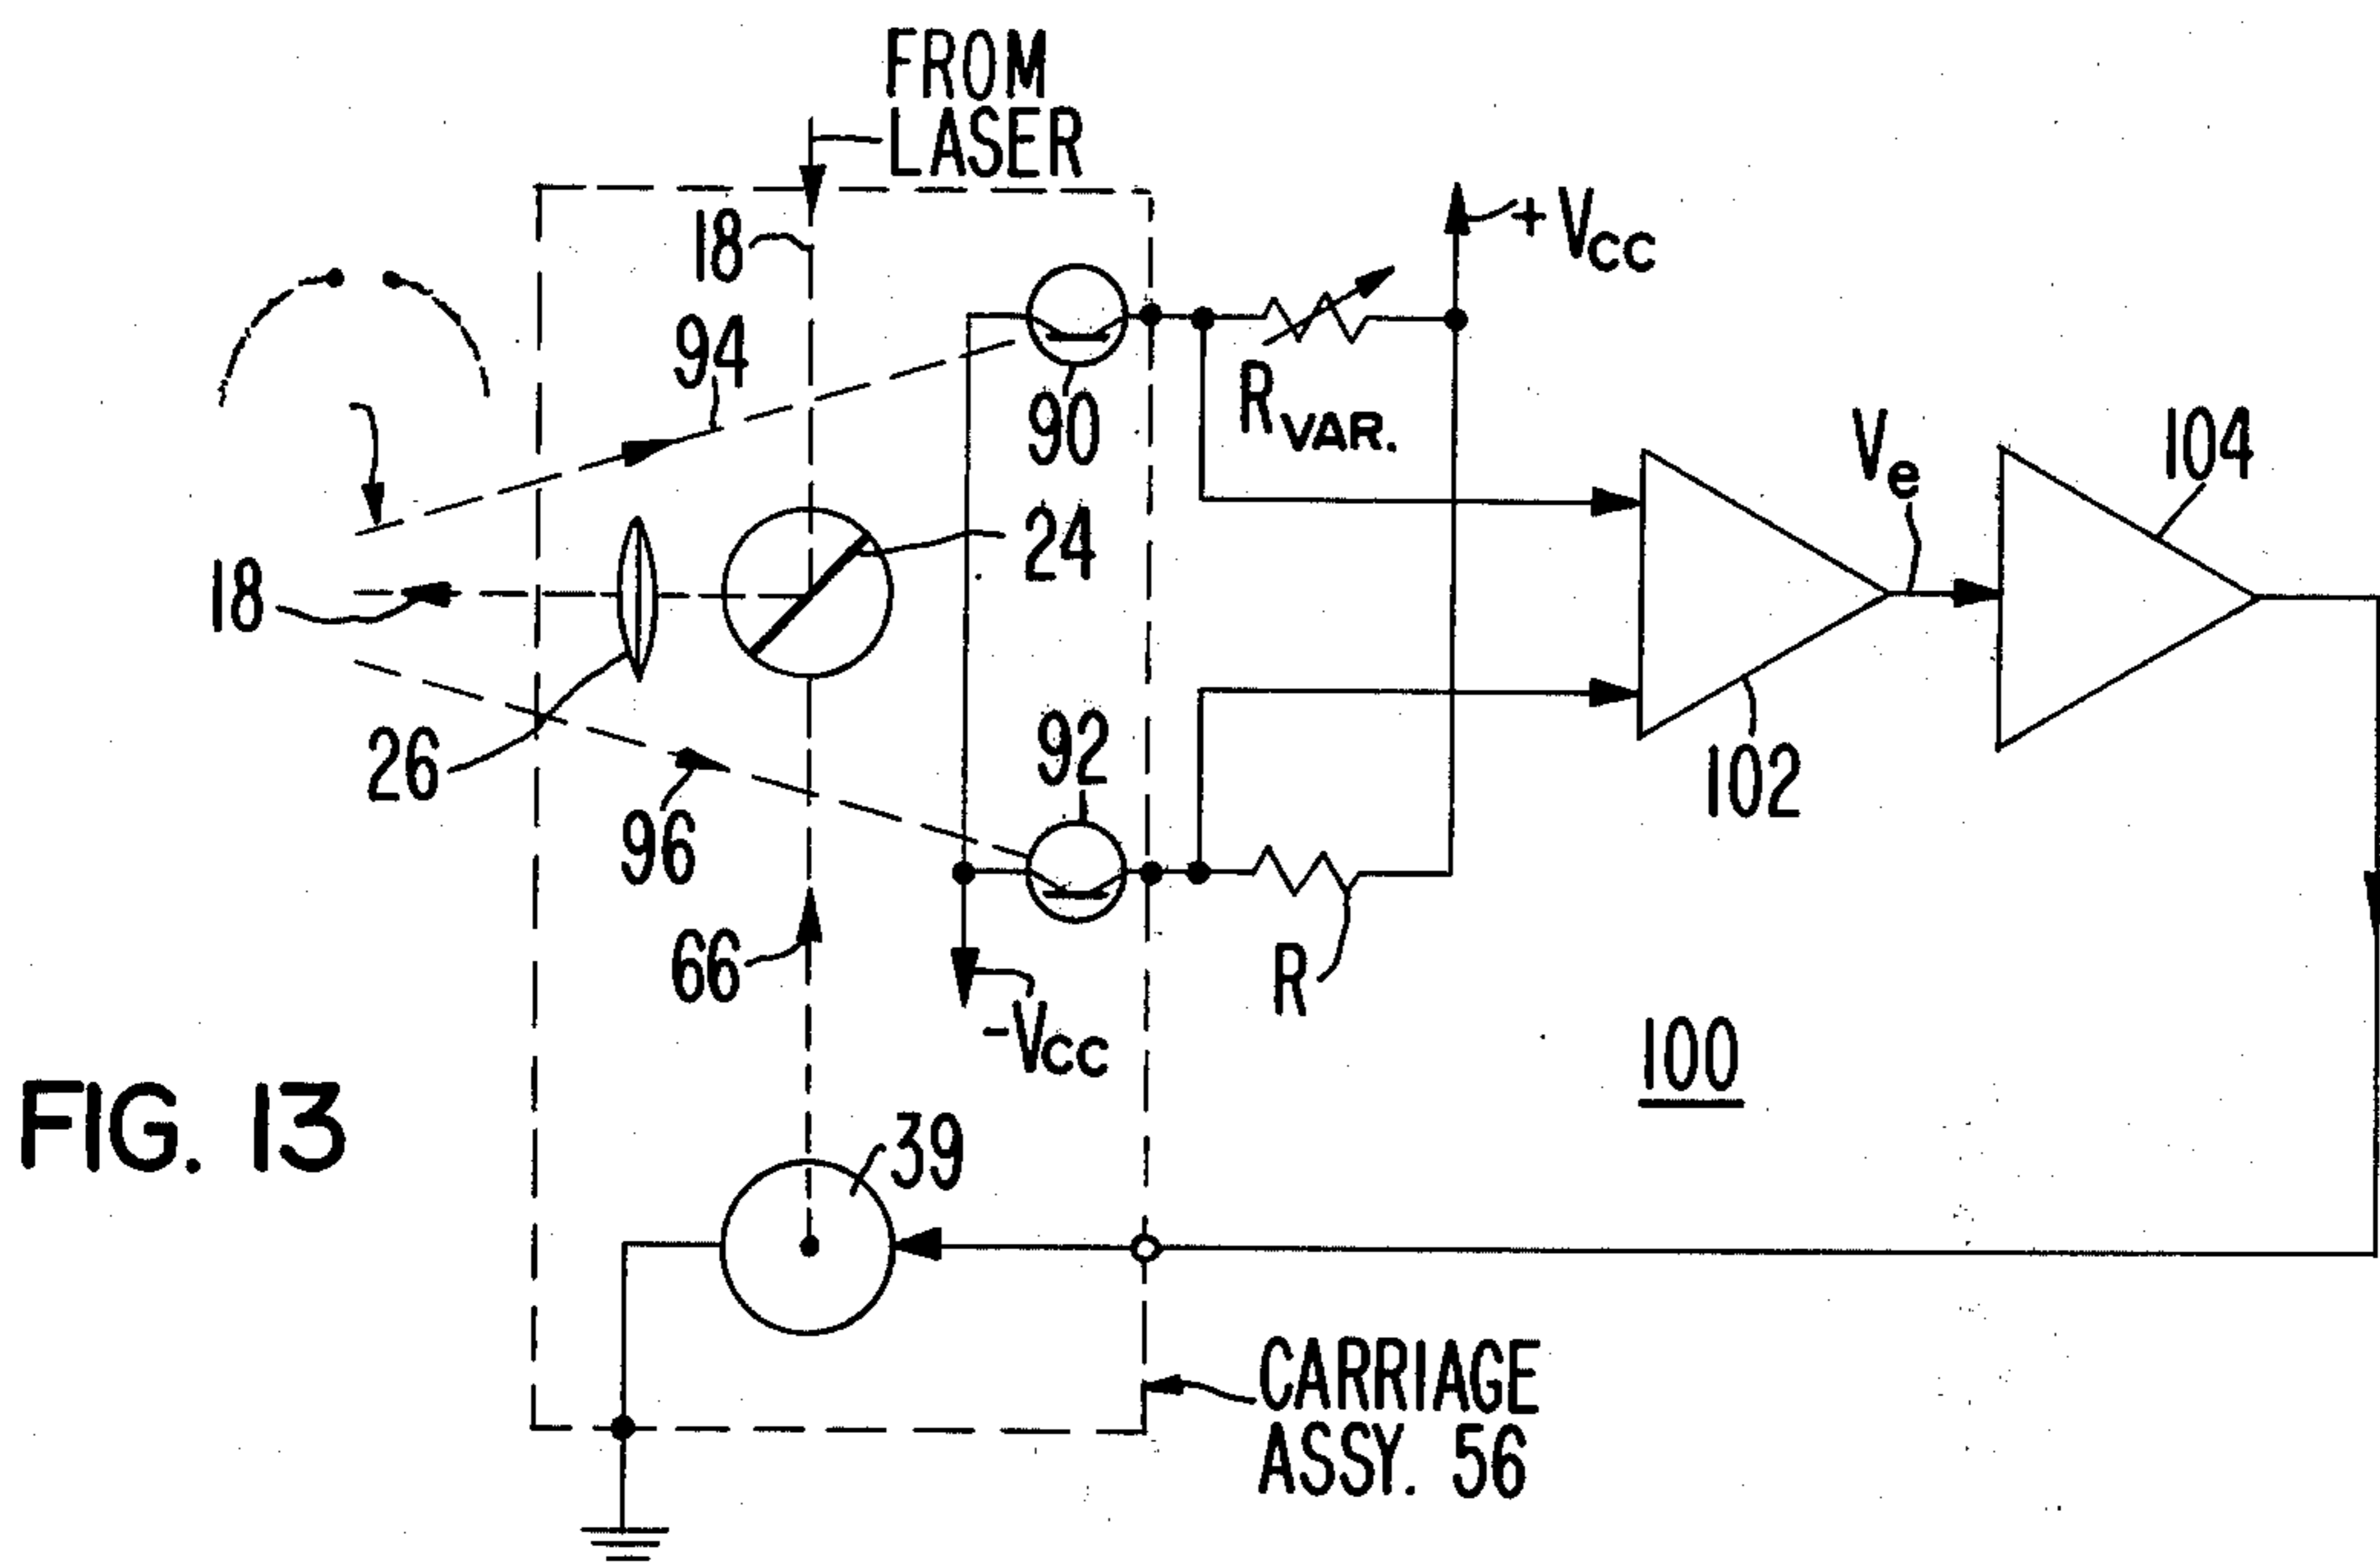 FROM
LASER
18
+VCC
94
90
RVAR.
Ve
104
24
18
26
92
102
96
66
R
-VCC
100
FIG. 13
39
CARRIAGE
ASSY. 56